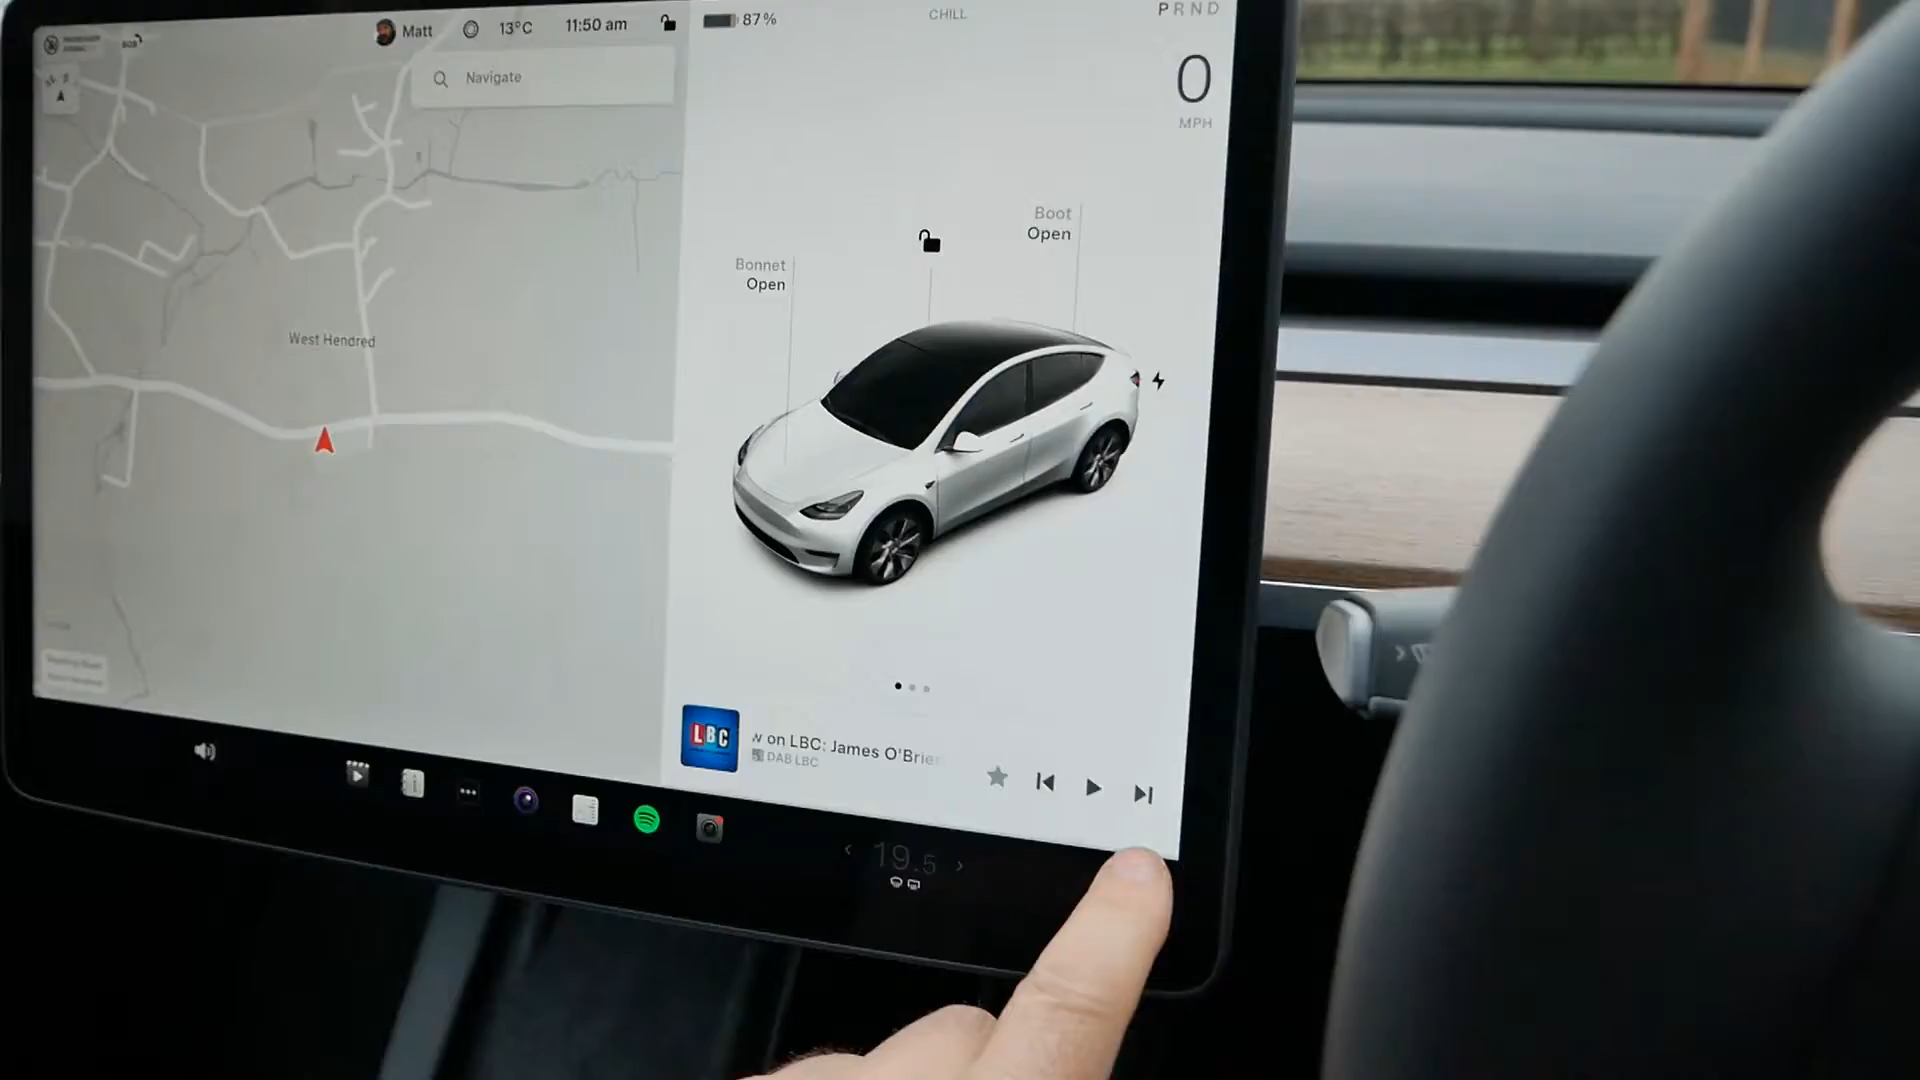 Matt
13°C
11:50 am
SOS
Navigate
West Hendred
87%
CHILL
PRND
0
MPH
Boot
Open
Bonnet
Open
LBC
w on LBC: James O'Brie
DAB LBC
19.5